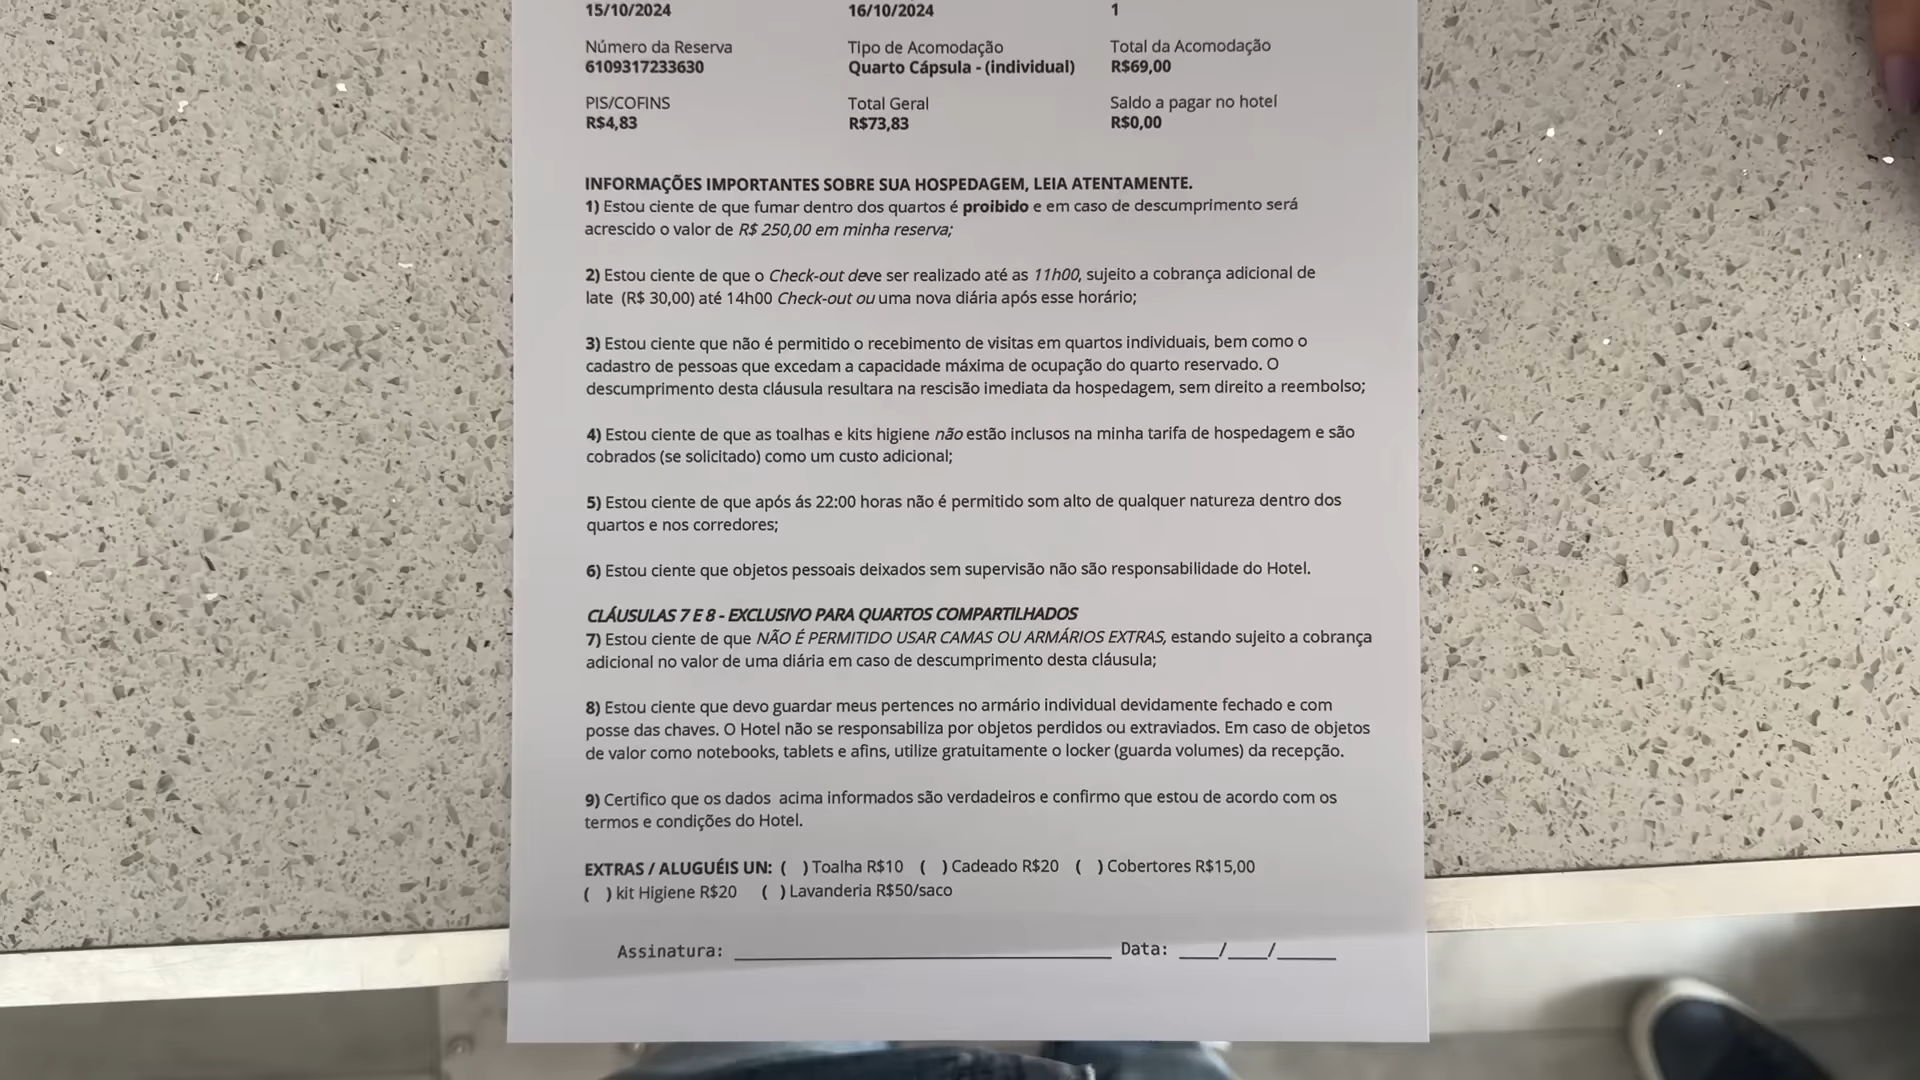 15/10/2024 16/10/2024 1
Número da Reserva Tipo de Acomodação Total da Acomodação
6109317233630 Quarto Cápsula - (individual) R$69,00
PIS/COFINS Total Geral Saldo a pagar no hotel
R$4,83 R$73,83 R$0,00
INFORMAÇÕES IMPORTANTES SOBRE SUA HOSPEDAGEM, LEIA ATENTAMENTE.
1) Estou ciente de que fumar dentro dos quartos é proibido e em caso de descumprimento será
acrescido o valor de R$ 250,00 em minha reserva;
2) Estou ciente de que o Check-out deve ser realizado até as 11h00, sujeito a cobrança adicional de
late (R$ 30,00) até 14h00 Check-out ou uma nova diária após esse horário;
3) Estou ciente que não é permitido o recebimento de visitas em quartos individuais, bem como o
cadastro de pessoas que excedam a capacidade máxima de ocupação do quarto reservado. O
descumprimento desta cláusula resultara na rescisão imediata da hospedagem, sem direito a reembolso;
4) Estou ciente de que as toalhas e kits higiene não estão inclusos na minha tarifa de hospedagem e são
cobrados (se solicitado) como um custo adicional;
5) Estou ciente de que após ás 22:00 horas não é permitido som alto de qualquer natureza dentro dos
quartos e nos corredores;
6) Estou ciente que objetos pessoais deixados sem supervisão não são responsabilidade do Hotel.
CLÁUSULAS 7 E 8 - EXCLUSIVO PARA QUARTOS COMPARTILHADOS
7) Estou ciente de que NÃO É PERMITIDO USAR CAMAS OU ARMÁRIOS EXTRAS, estando sujeito a cobrança
adicional no valor de uma diária em caso de descumprimento desta cláusula;
8) Estou ciente que devo guardar meus pertences no armário individual devidamente fechado e com
posse das chaves. O Hotel não se responsabiliza por objetos perdidos ou extraviados. Em caso de objetos
de valor como notebooks, tablets e afins, utilize gratuitamente o locker (guarda volumes) da recepção.
9) Certifico que os dados acima informados são verdadeiros e confirmo que estou de acordo com os
termos e condições do Hotel.
EXTRAS / ALUGUÉIS UN: ( ) Toalha R$10 ( ) Cadeado R$20 ( ) Cobertores R$15,00
( ) kit Higiene R$20 ( ) Lavanderia R$50/saco
Assinatura: ____________________ Data: ____/____/______